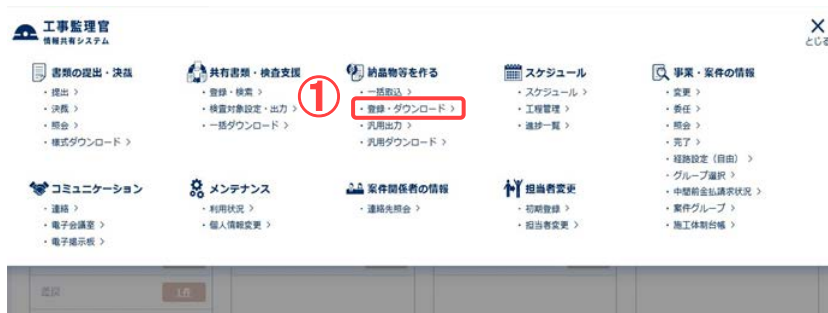 工事監理官
情報共有システム
とじる
書類の提出・決裁
・提出 >
・決裁 >
・照会 >
・様式ダウンロード >
共有書類・検査支援
・登録・検索 >
・検査対象設定・出力 >
・一括ダウンロード >
①
納品物等を作る
・一括取込 >
・登録・ダウンロード >
・汎用出力 >
・汎用ダウンロード >
スケジュール
・スケジュール >
・工程管理 >
・進捗一覧 >
事業・案件の情報
・変更 >
・委任 >
・照会 >
・完了 >
・経路設定(自由) >
・グループ選択 >
・中間前金払請求状況 >
・案件グループ >
・施工体制台帳 >
コミュニケーション
・連絡 >
・電子会議室 >
・電子掲示板 >
メンテナンス
・利用状況 >
・個人情報変更 >
案件関係者の情報
・連絡先照会 >
担当者変更
・初期登録 >
・担当者変更 >
1件